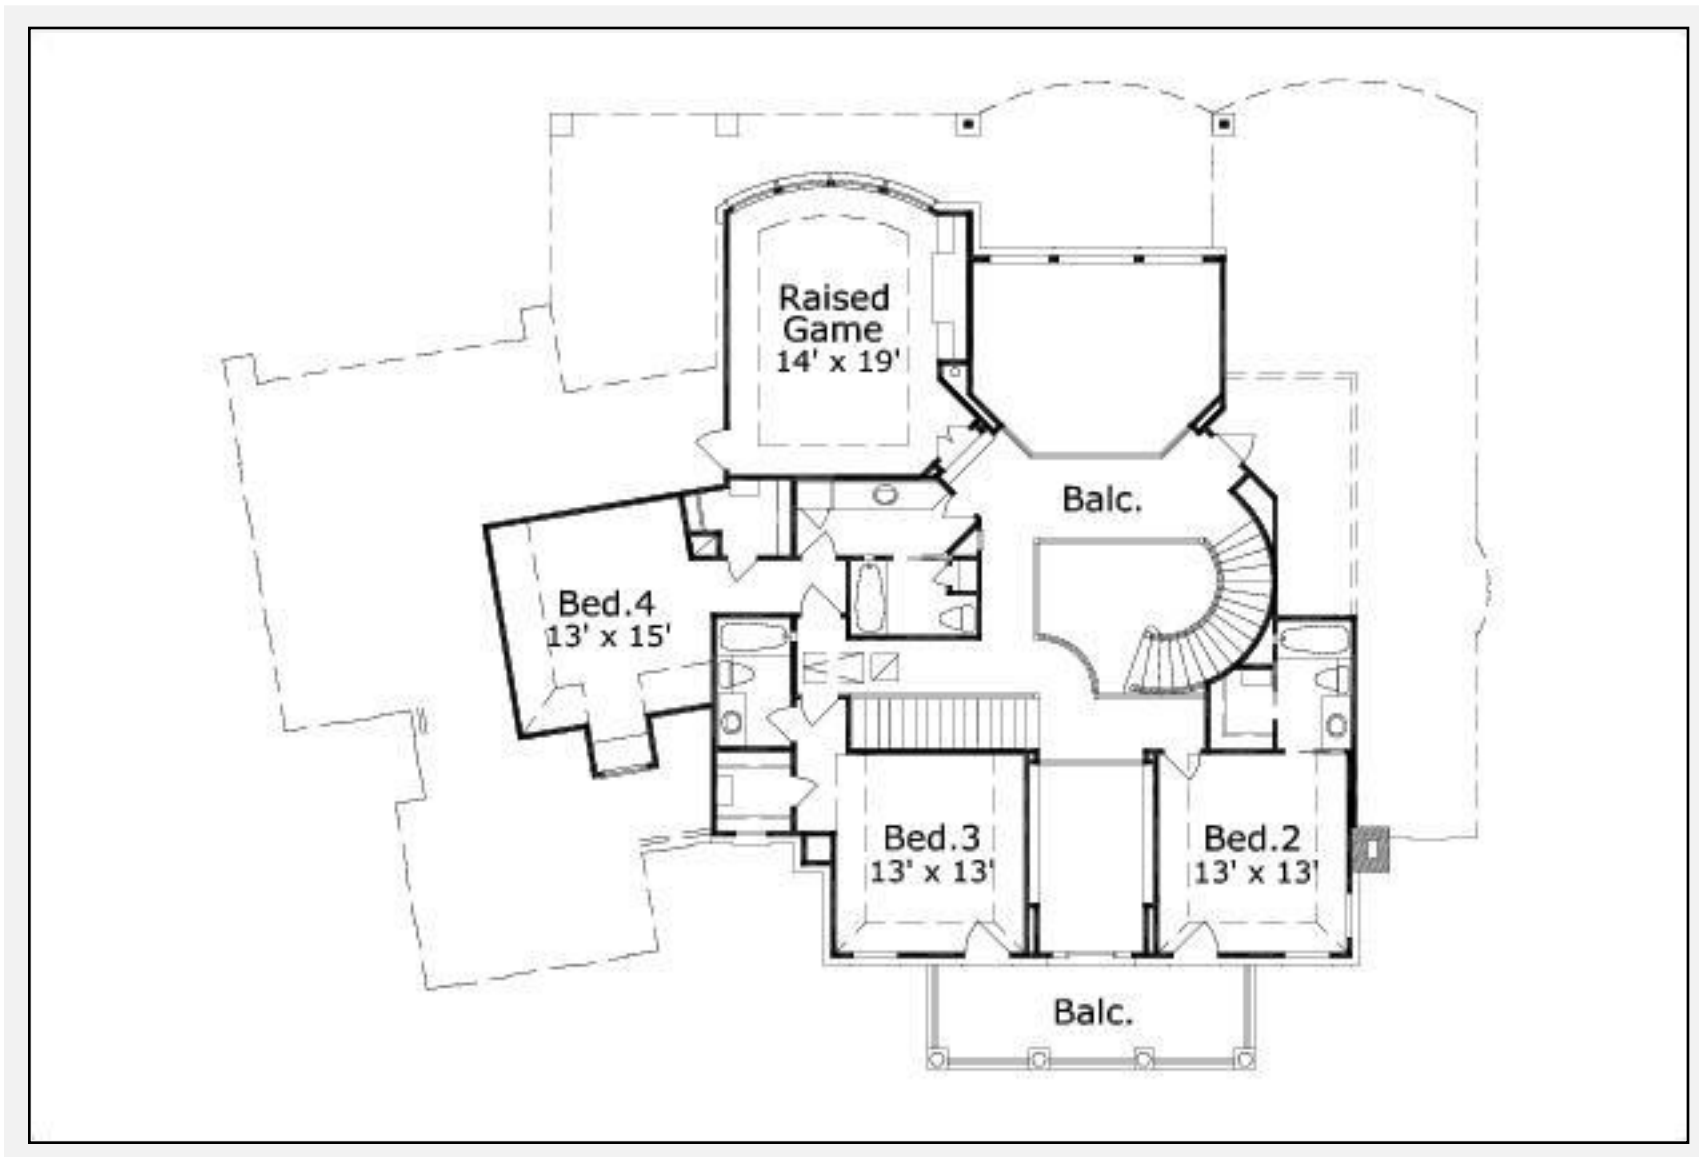 Raised
Game
14' x 19'
Balc.
Bed.4
13' x 15'
Bed.3
13' x 13'
Bed.2
13' x 13'
Balc.